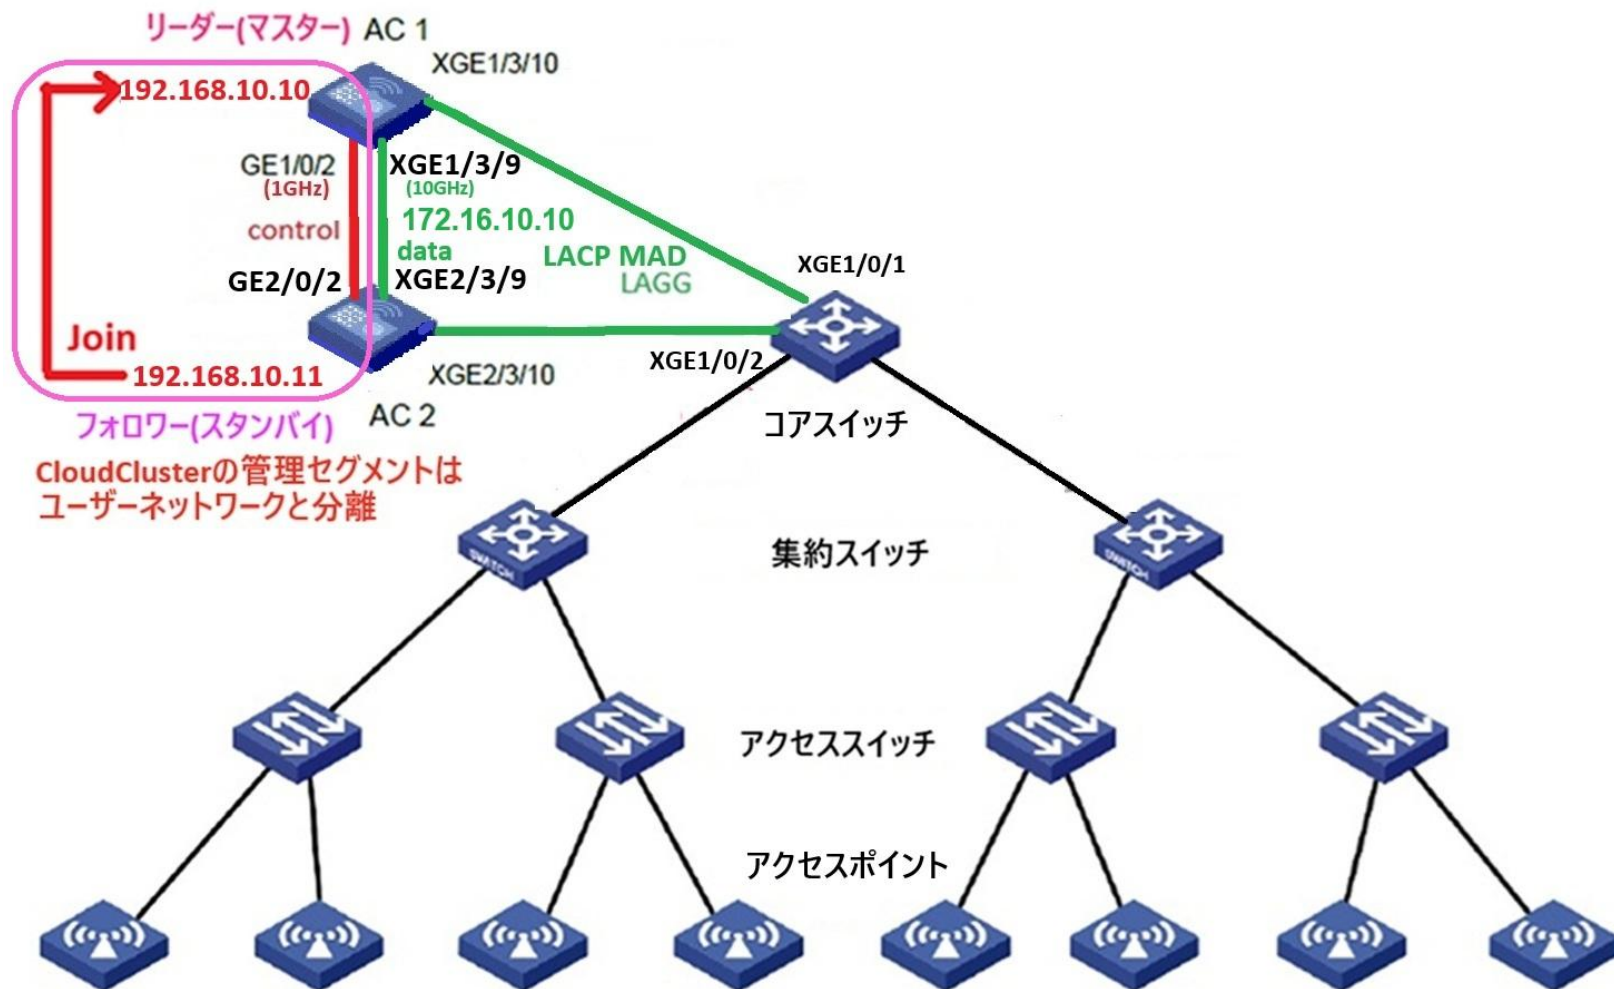 リーダー(マスター)
AC 1
XGE1/3/10
192.168.10.10
GE1/0/2
(1GHz)
XGE1/3/9
(10GHz)
172.16.10.10
control
data
LACP MAD
LAGG
GE2/0/2
XGE2/3/9
XGE1/0/1
Join
192.168.10.11
XGE2/3/10
XGE1/0/2
フォロワー(スタンバイ)
AC 2
コアスイッチ
CloudClusterの管理セグメントは
ユーザーネットワークと分離
集約スイッチ
SWITCH
SWITCH
アクセススイッチ
アクセスポイント